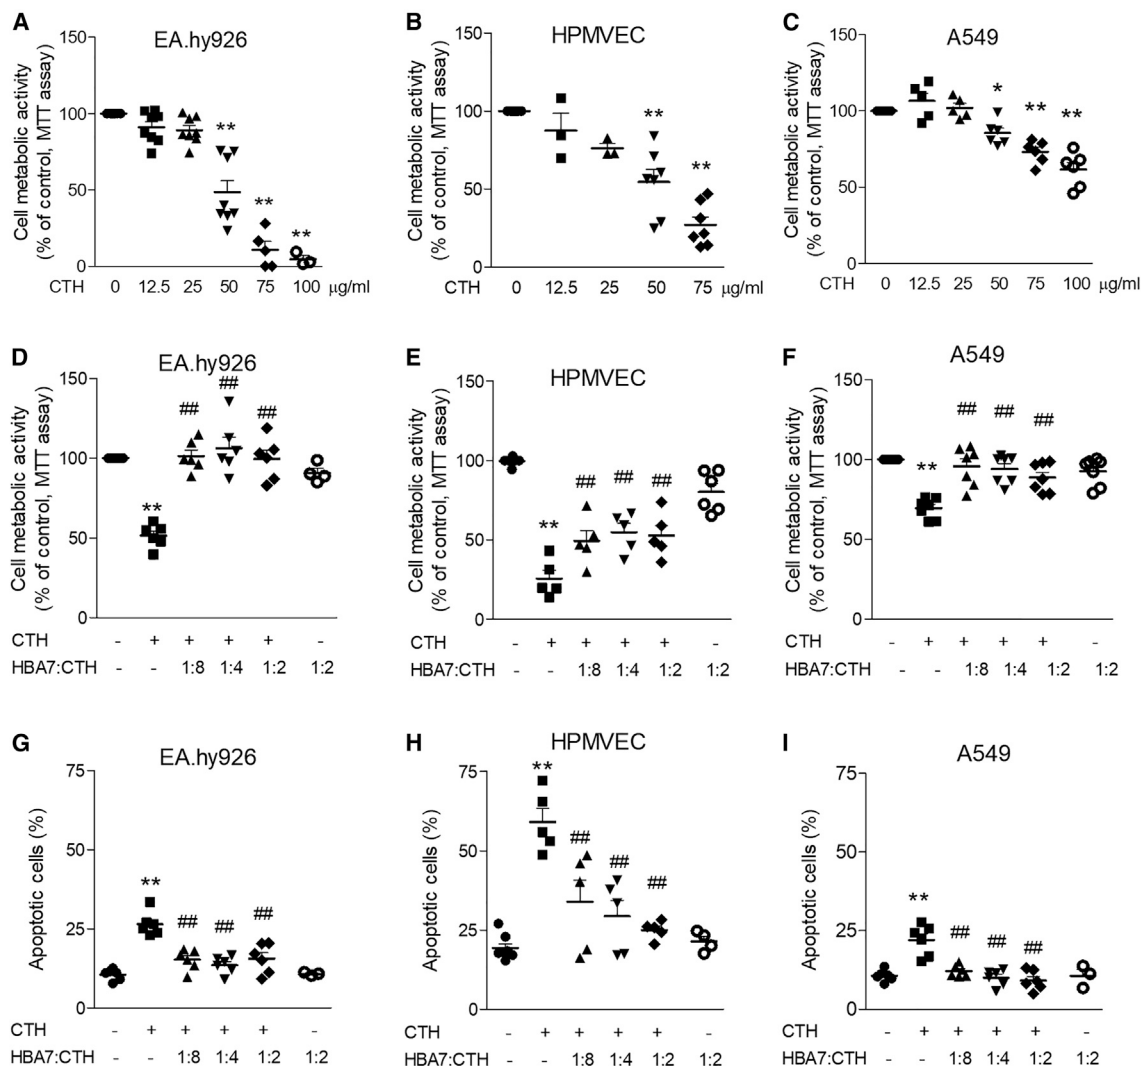 A EA.hy926
Cell metabolic activity
(% of control, MTT assay)
150
100
50
0
** ** **
CTH 0 12.5 25 50 75 100 μg/ml
B HPMVEC
Cell metabolic activity
(% of control, MTT assay)
150
100
50
0
** **
CTH 0 12.5 25 50 75 μg/ml
C A549
Cell metabolic activity
(% of control, MTT assay)
150
100
50
0
* ** **
CTH 0 12.5 25 50 75 100 μg/ml
D EA.hy926
Cell metabolic activity
(% of control, MTT assay)
150
100
50
0
** ## ## ##
CTH - + + + + -
HBA7:CTH - - 1:8 1:4 1:2 1:2
E HPMVEC
Cell metabolic activity
(% of control, MTT assay)
150
100
50
0
** ## ## ##
CTH - + + + + -
HBA7:CTH - - 1:8 1:4 1:2 1:2
F A549
Cell metabolic activity
(% of control, MTT assay)
150
100
50
0
** ## ## ##
CTH - + + + + -
HBA7:CTH - - 1:8 1:4 1:2 1:2
G EA.hy926
Apoptotic cells (%)
75
50
25
0
** ## ## ##
CTH - + + + + -
HBA7:CTH - - 1:8 1:4 1:2 1:2
H HPMVEC
Apoptotic cells (%)
75
50
25
0
** ## ## ##
CTH - + + + + -
HBA7:CTH - - 1:8 1:4 1:2 1:2
I A549
Apoptotic cells (%)
75
50
25
0
** ## ## ##
CTH - + + + + -
HBA7:CTH - - 1:8 1:4 1:2 1:2